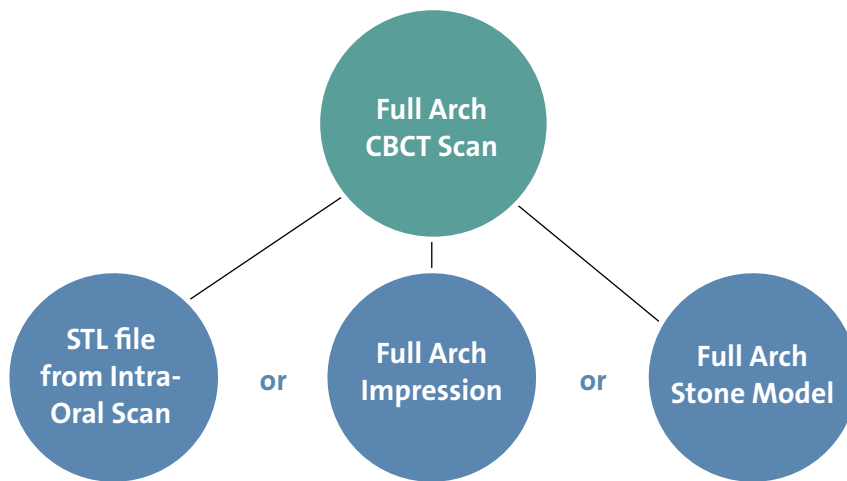 Full Arch
CBCT Scan
STL file
from Intra-
Oral Scan
or
Full Arch
Impression
or
Full Arch
Stone Model